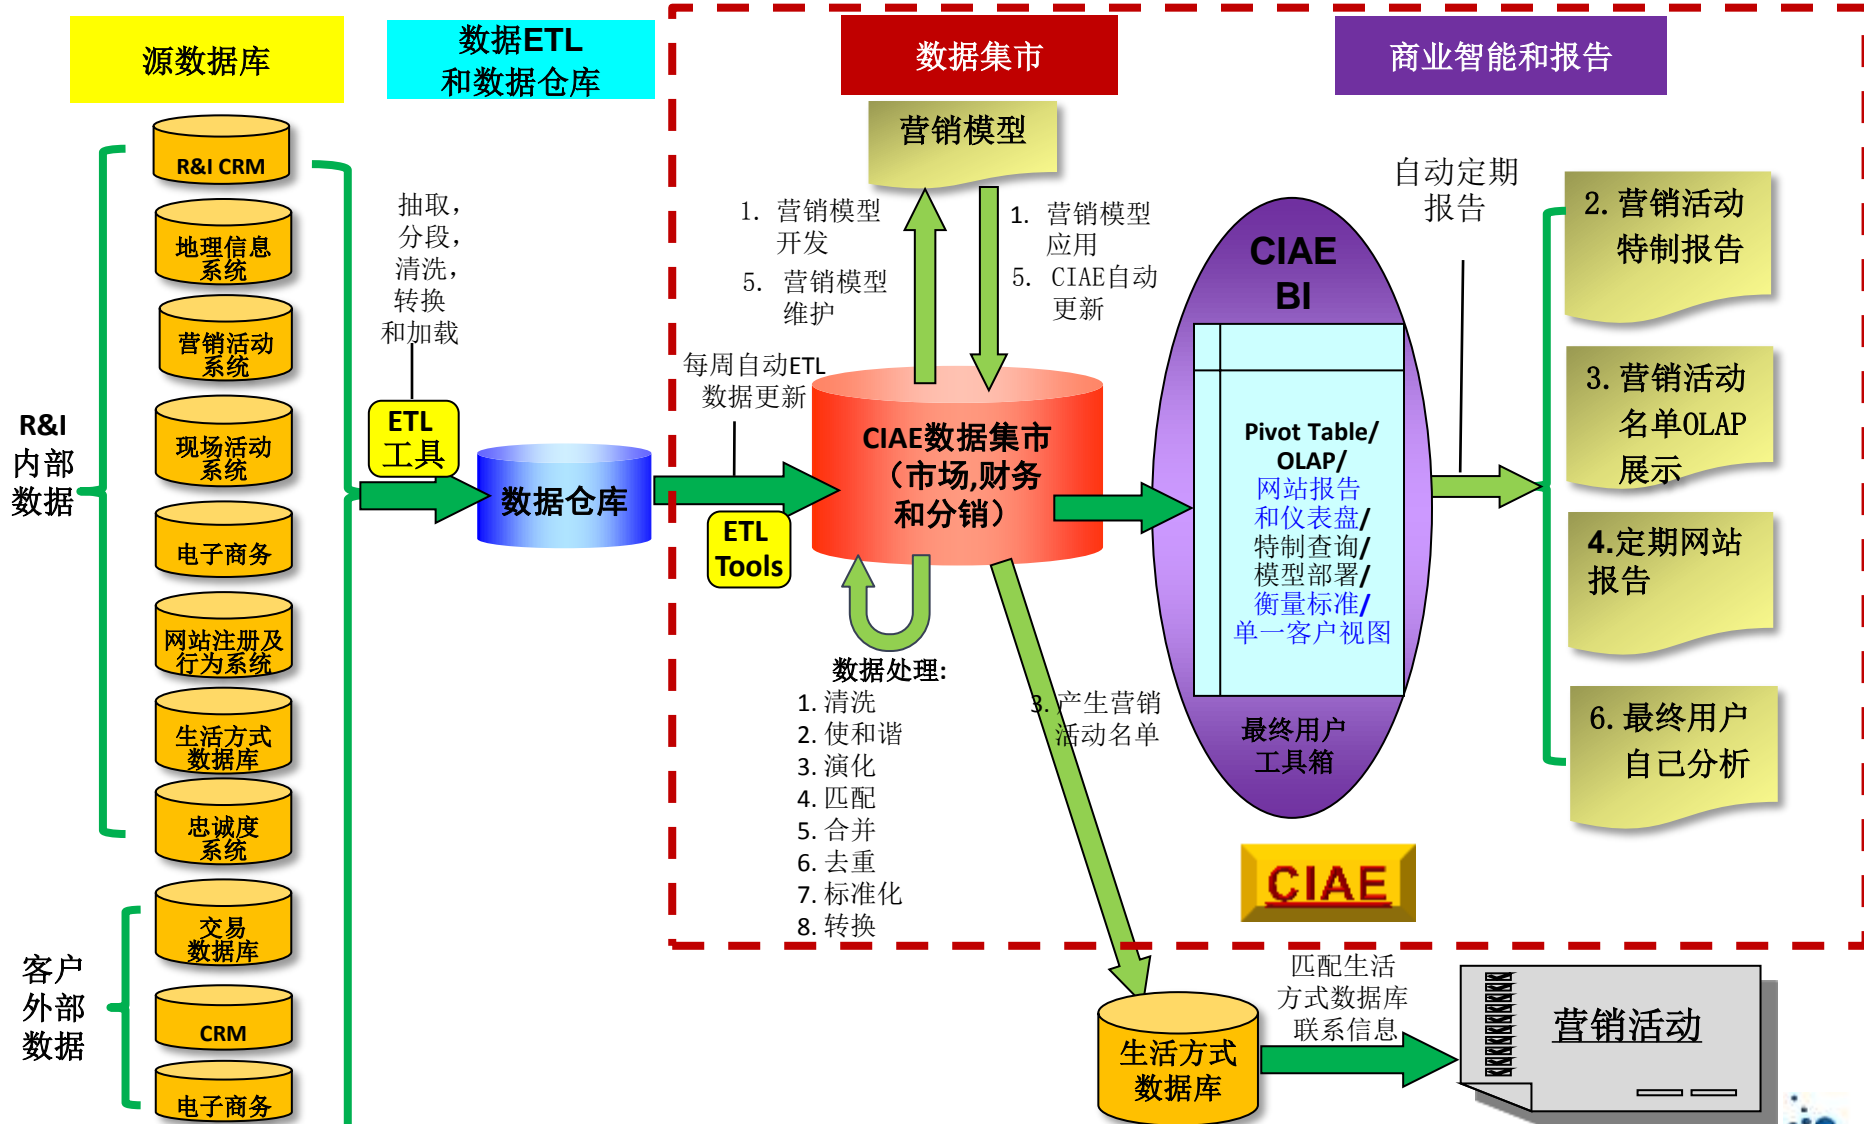 源数据库
数据ETL
和数据仓库
数据集市
商业智能和报告
R&I
内部
数据
客户
外部
数据
R&I CRM
地理信息
系统
营销活动
系统
现场活动
系统
电子商务
网站注册及
行为系统
生活方式
数据库
忠诚度
系统
交易
数据库
CRM
电子商务
抽取,
分段,
清洗,
转换
和加载
ETL
工具
数据仓库
每周自动ETL
数据更新
ETL
Tools
营销模型
1. 营销模型
开发
5. 营销模型
维护
1. 营销模型
应用
5. CIAE自动
更新
CIAE数据集市
（市场,财务
和分销）
数据处理:
1. 清洗
2. 使和谐
3. 演化
4. 匹配
5. 合并
6. 去重
7. 标准化
8. 转换
3. 产生营销
活动名单
CIAE
BI
Pivot Table/
OLAP/
网站报告
和仪表盘/
特制查询/
模型部署/
衡量标准/
单一客户视图
最终用户
工具箱
自动定期
报告
2. 营销活动
特制报告
3. 营销活动
名单OLAP
展示
4.定期网站
报告
6. 最终用户
自己分析
CIAE
生活方式
数据库
匹配生活
方式数据库
联系信息
营销活动